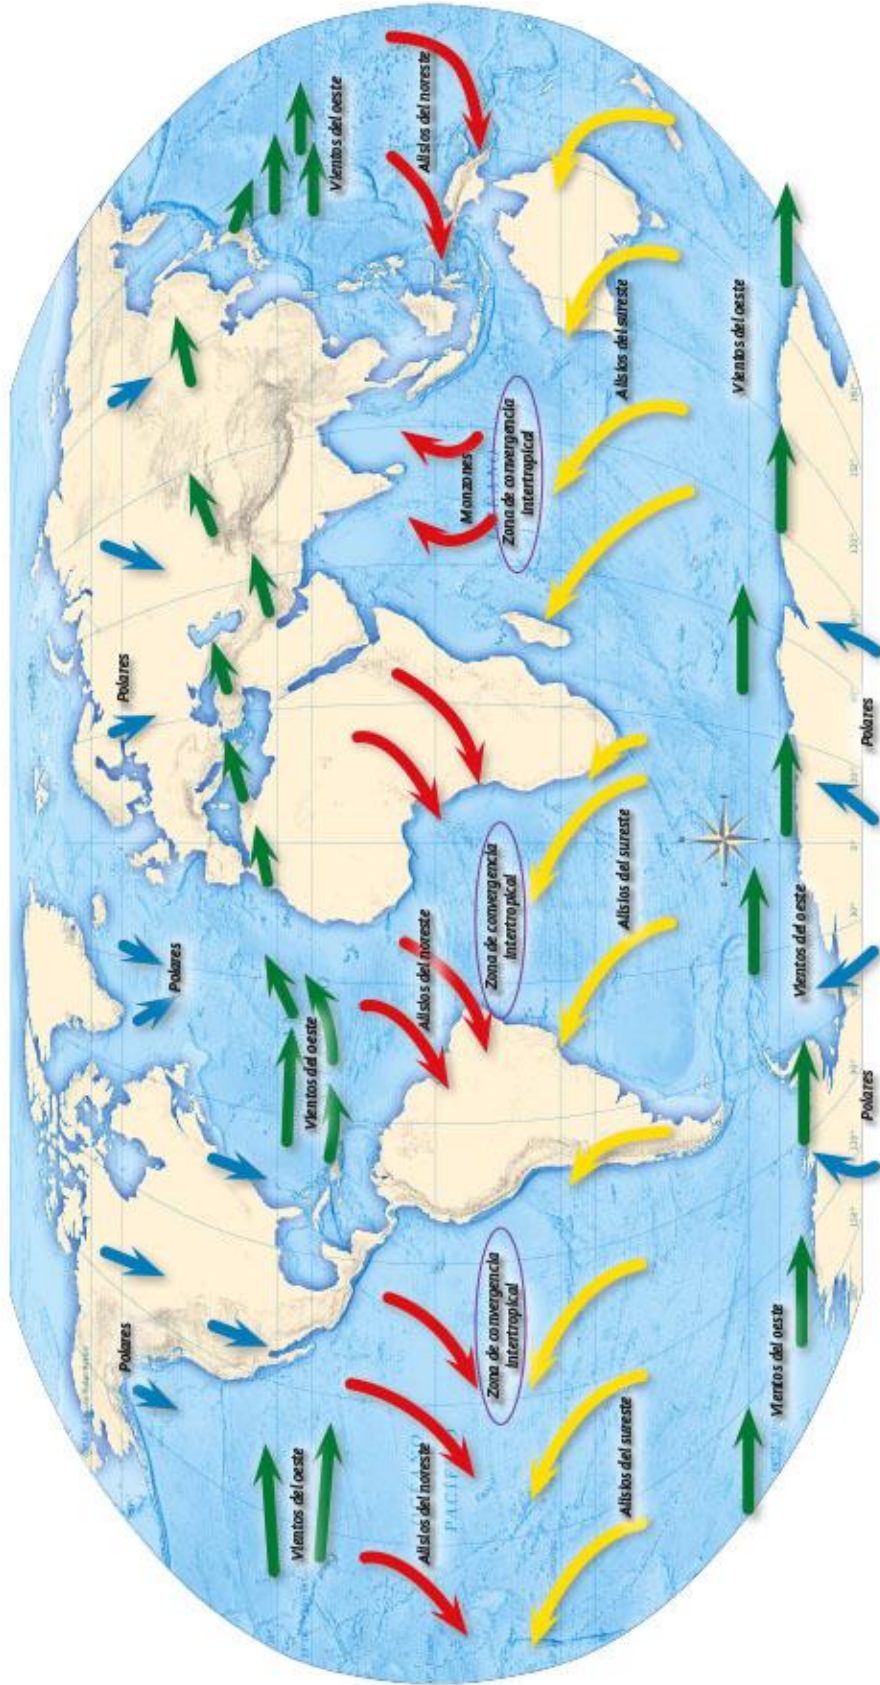 Polares
Polares
Polares
Vientos del oeste
Vientos del oeste
Vientos del oeste
Alisios del noreste
Alisios del noreste
Alisios del noreste
Monzones
Zona de convergencia
Intertropical
Zona de convergencia
Intertropical
Zona de convergencia
Intertropical
Alisios del sureste
Alisios del sureste
Alisios del sureste
Vientos del oeste
Vientos del oeste
Vientos del oeste
Polares
Polares